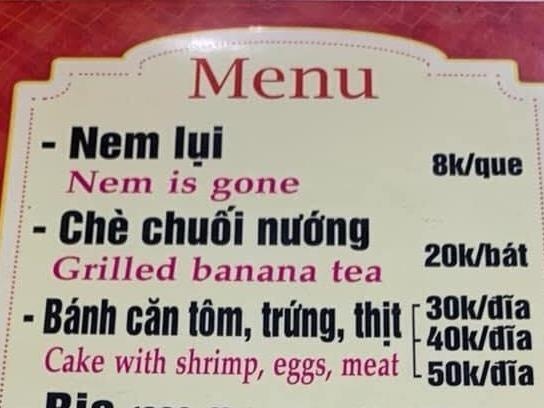 Menu
- Nem lụi 8k/que
Nem is gone
- Chè chuối nướng 20k/bát
Grilled banana tea
- Bánh căn tôm, trứng, thịt 30k/đĩa
40k/đĩa
Cake with shrimp, eggs, meat 50k/đĩa